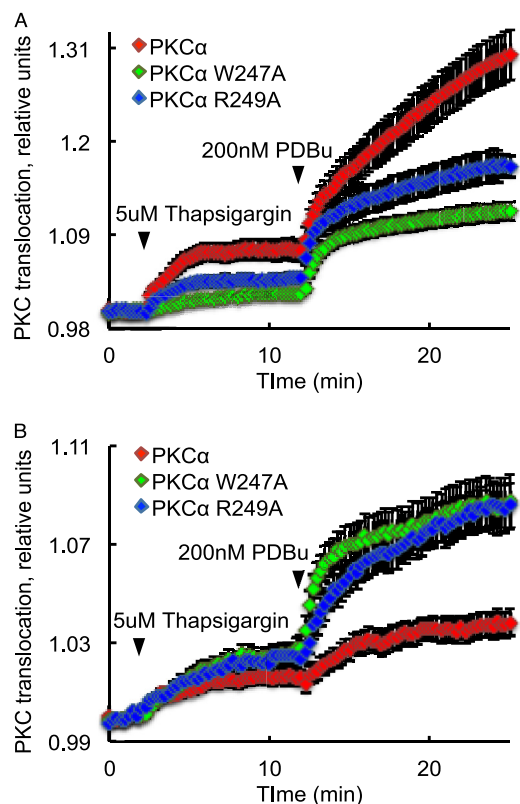 A
PKC translocation, relative units
1.31
1.2
1.09
0.98
PKCα
PKCα W247A
PKCα R249A
200nM PDBu
5uM Thapsigargin
0
10
20
TIme (min)
B
PKC translocation, relative units
1.11
1.07
1.03
0.99
PKCα
PKCα W247A
PKCα R249A
200nM PDBu
5uM Thapsigargin
0
10
20
TIme (min)